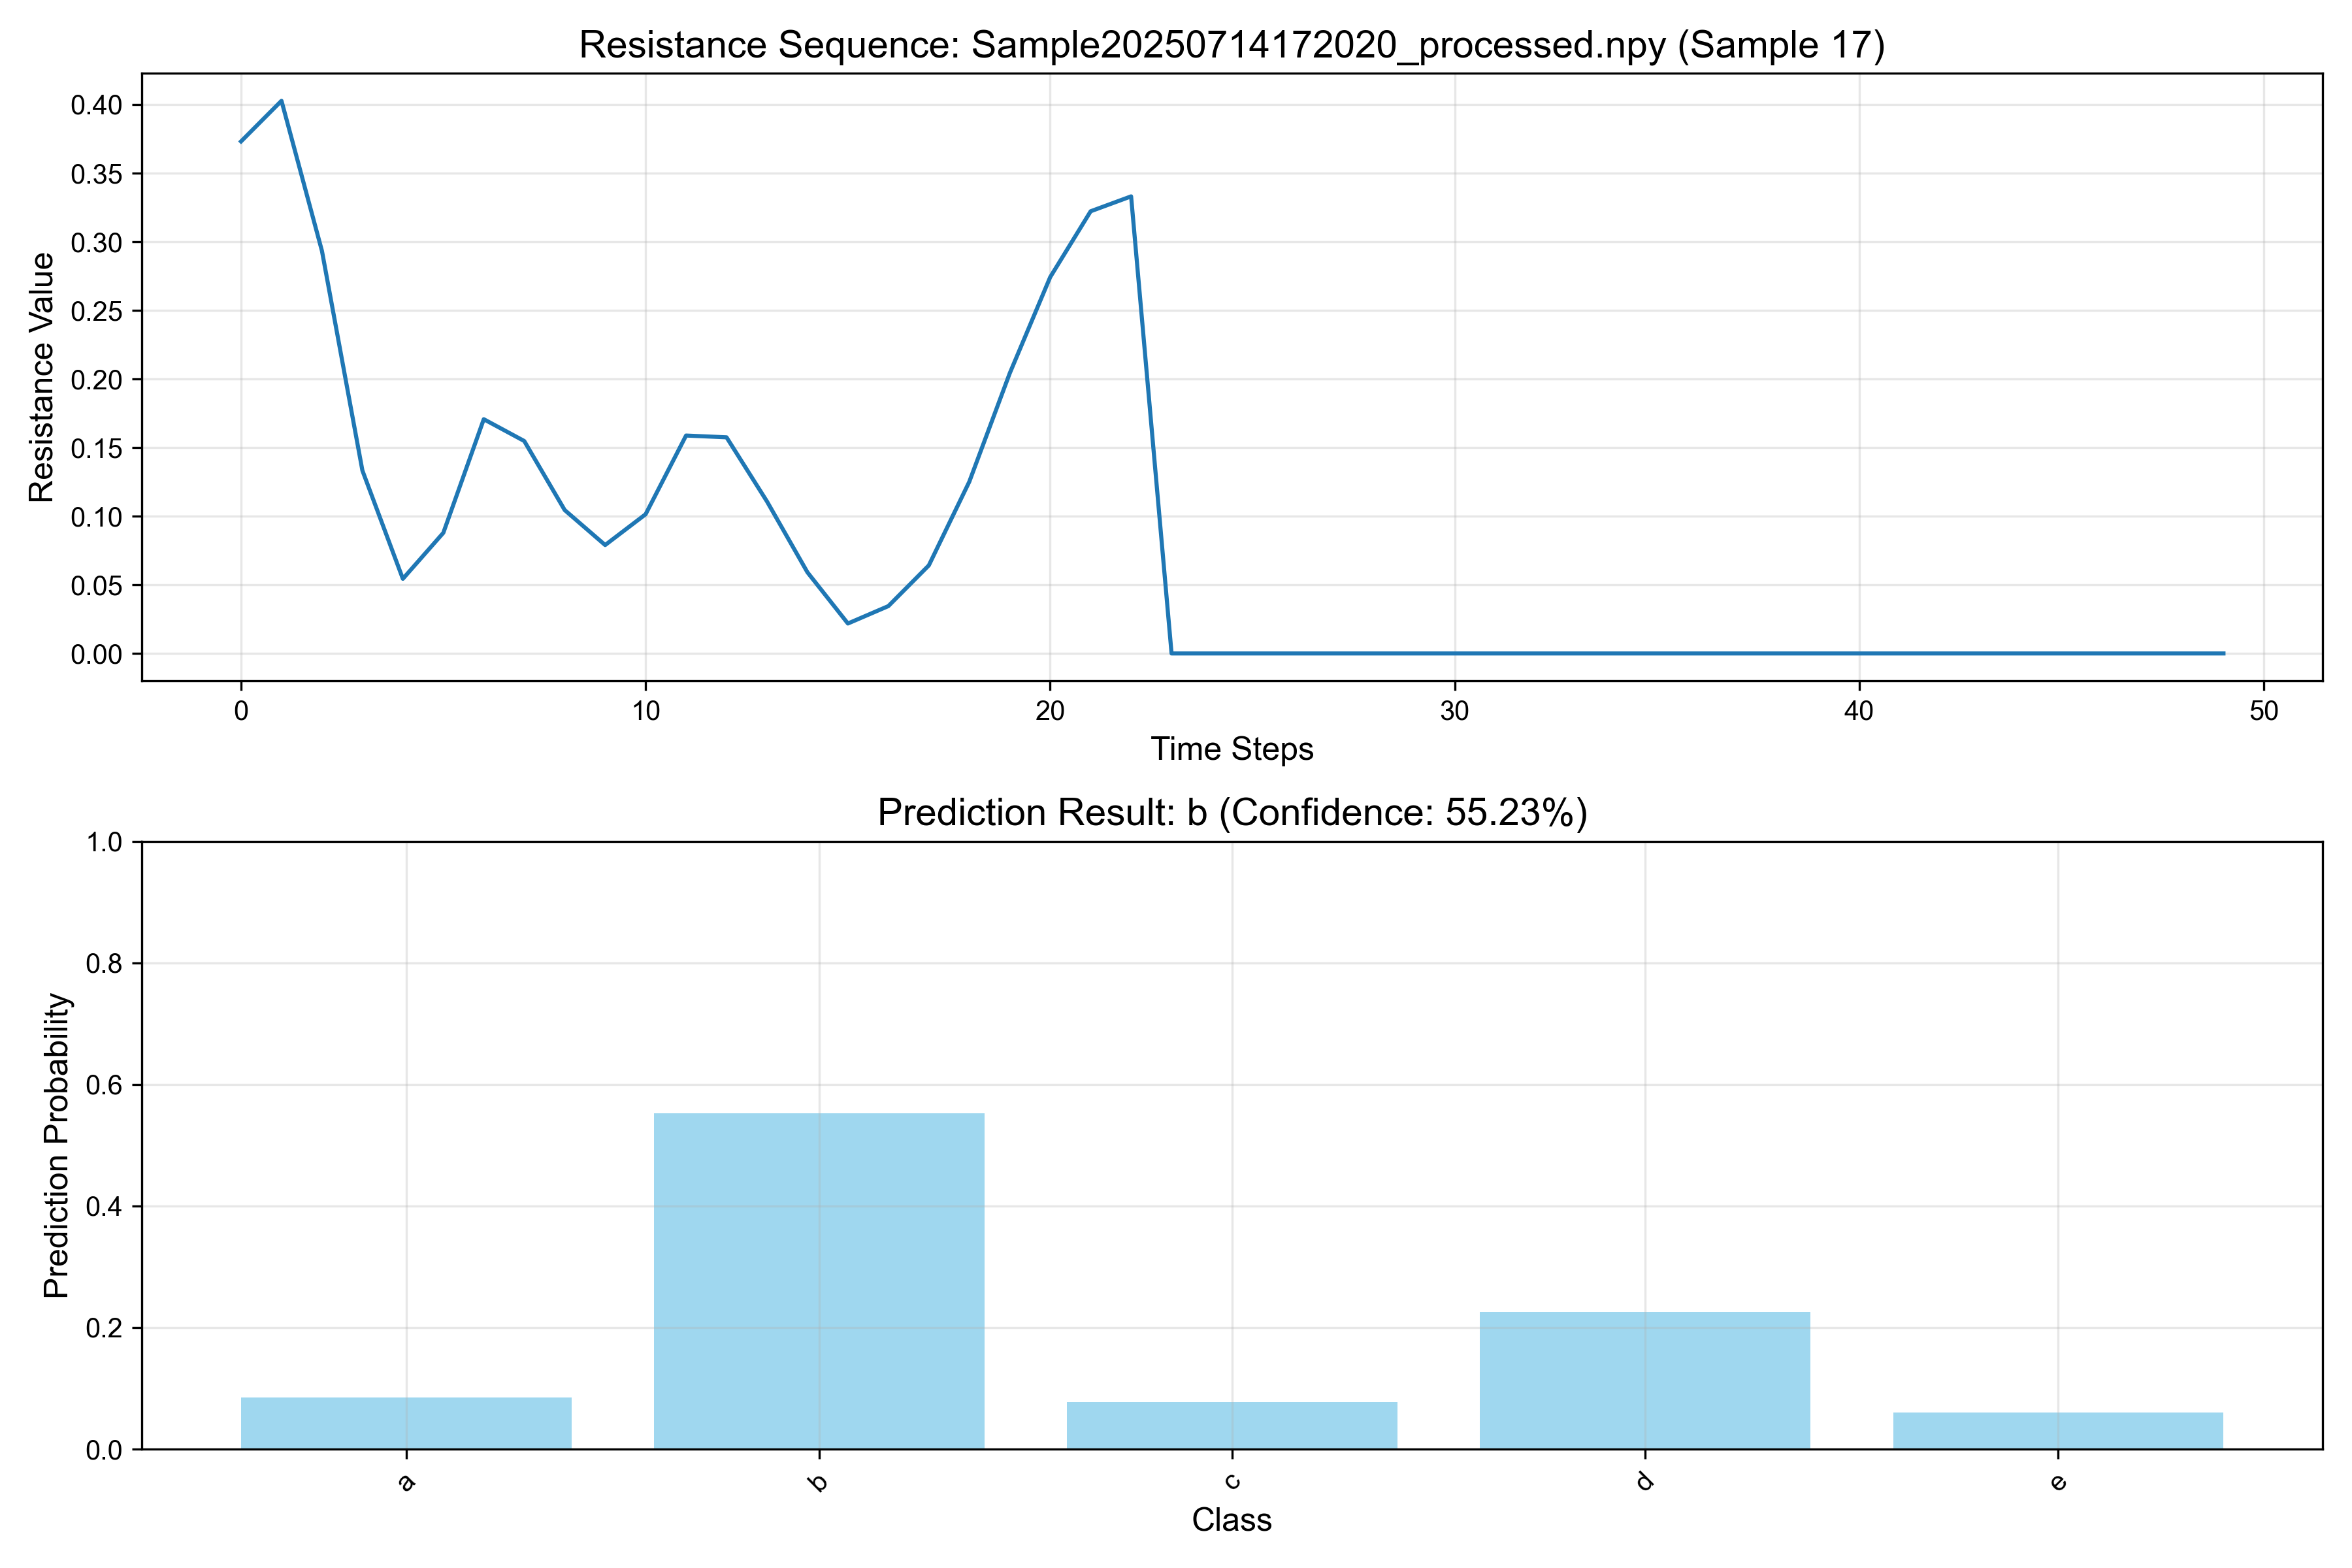 Resistance Sequence: Sample20250714172020_processed.npy (Sample 17)
Resistance Value
0.40
0.35
0.30
0.25
0.20
0.15
0.10
0.05
0.00
0 10 20 30 40 50
Time Steps
Prediction Result: b (Confidence: 55.23%)
Prediction Probability
1.0
0.8
0.6
0.4
0.2
0.0
a b c d e
Class